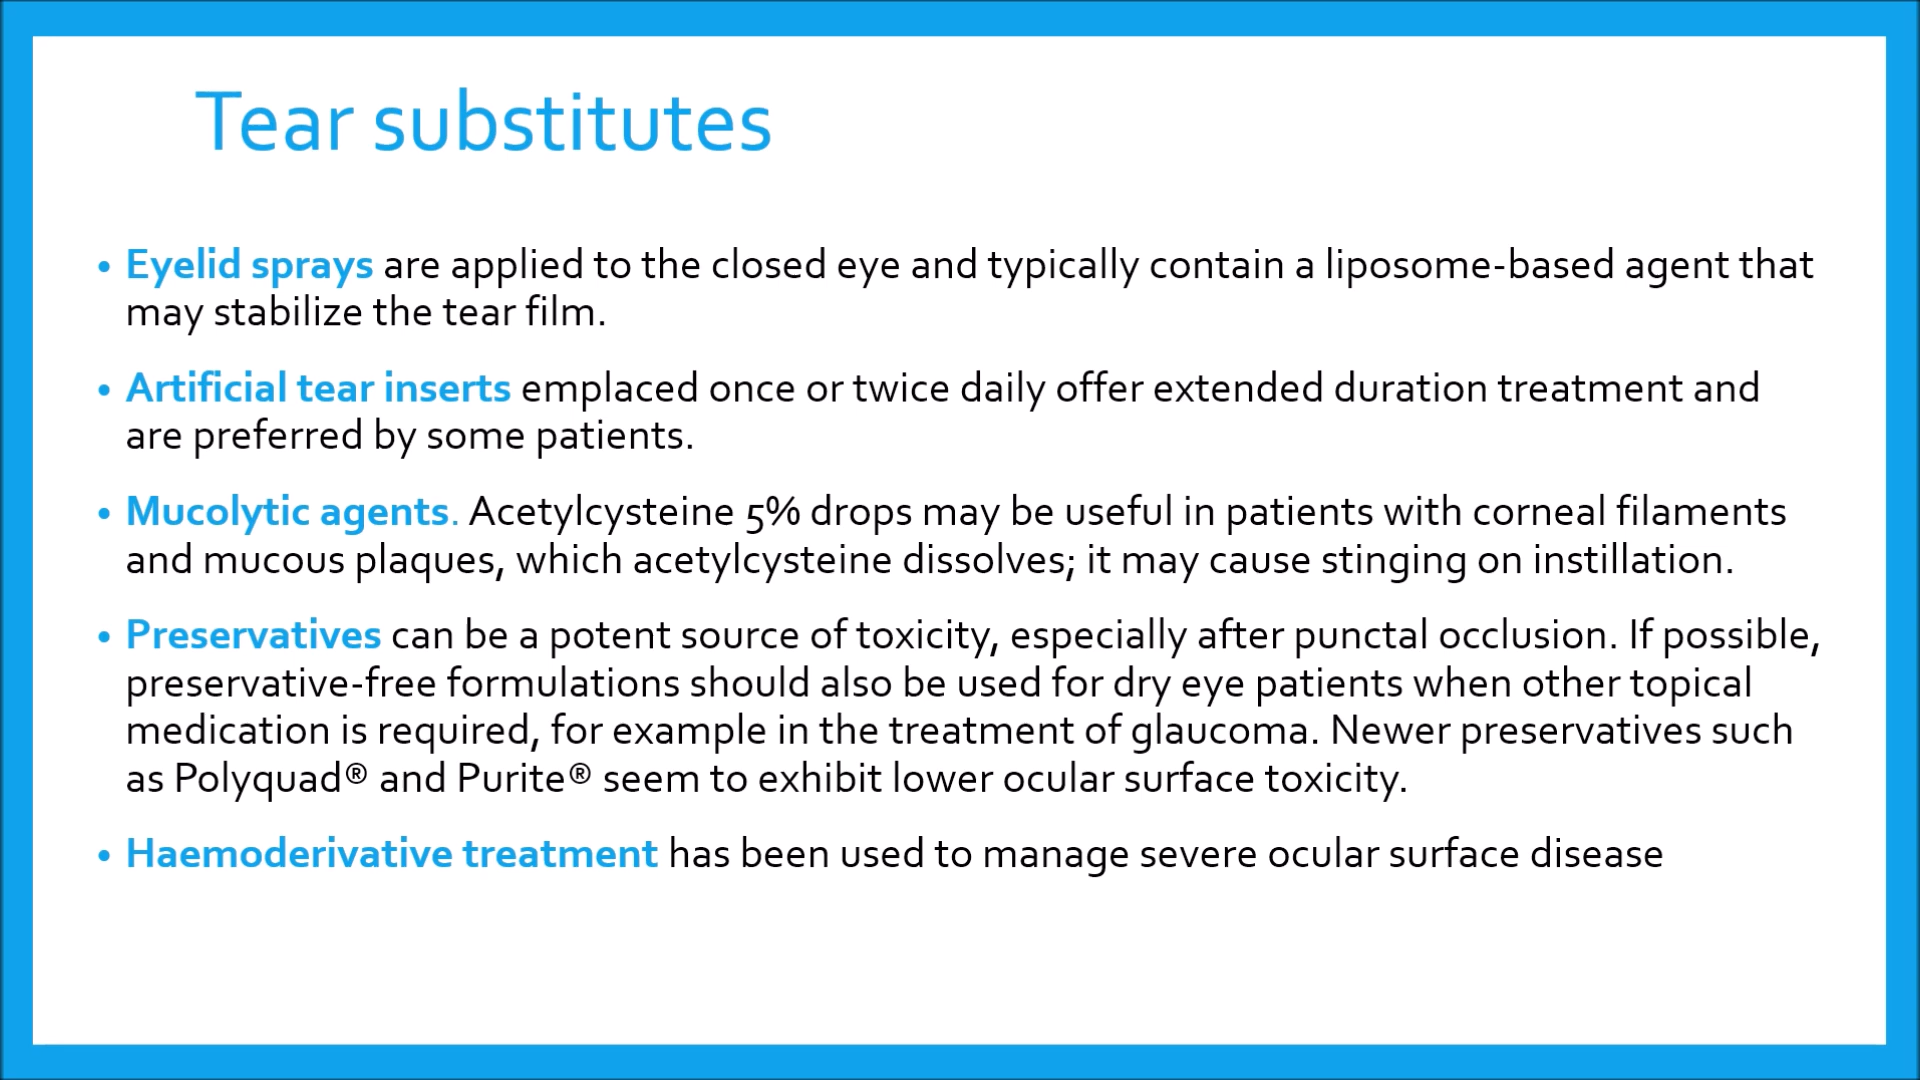 Tear substitutes
• Eyelid sprays are applied to the closed eye and typically contain a liposome-based agent that
may stabilize the tear film.
• Artificial tear inserts emplaced once or twice daily offer extended duration treatment and
are preferred by some patients.
• Mucolytic agents. Acetylcysteine 5% drops may be useful in patients with corneal filaments
and mucous plaques, which acetylcysteine dissolves; it may cause stinging on instillation.
• Preservatives can be a potent source of toxicity, especially after punctal occlusion. If possible,
preservative-free formulations should also be used for dry eye patients when other topical
medication is required, for example in the treatment of glaucoma. Newer preservatives such
as Polyquad® and Purite® seem to exhibit lower ocular surface toxicity.
• Haemoderivative treatment has been used to manage severe ocular surface disease